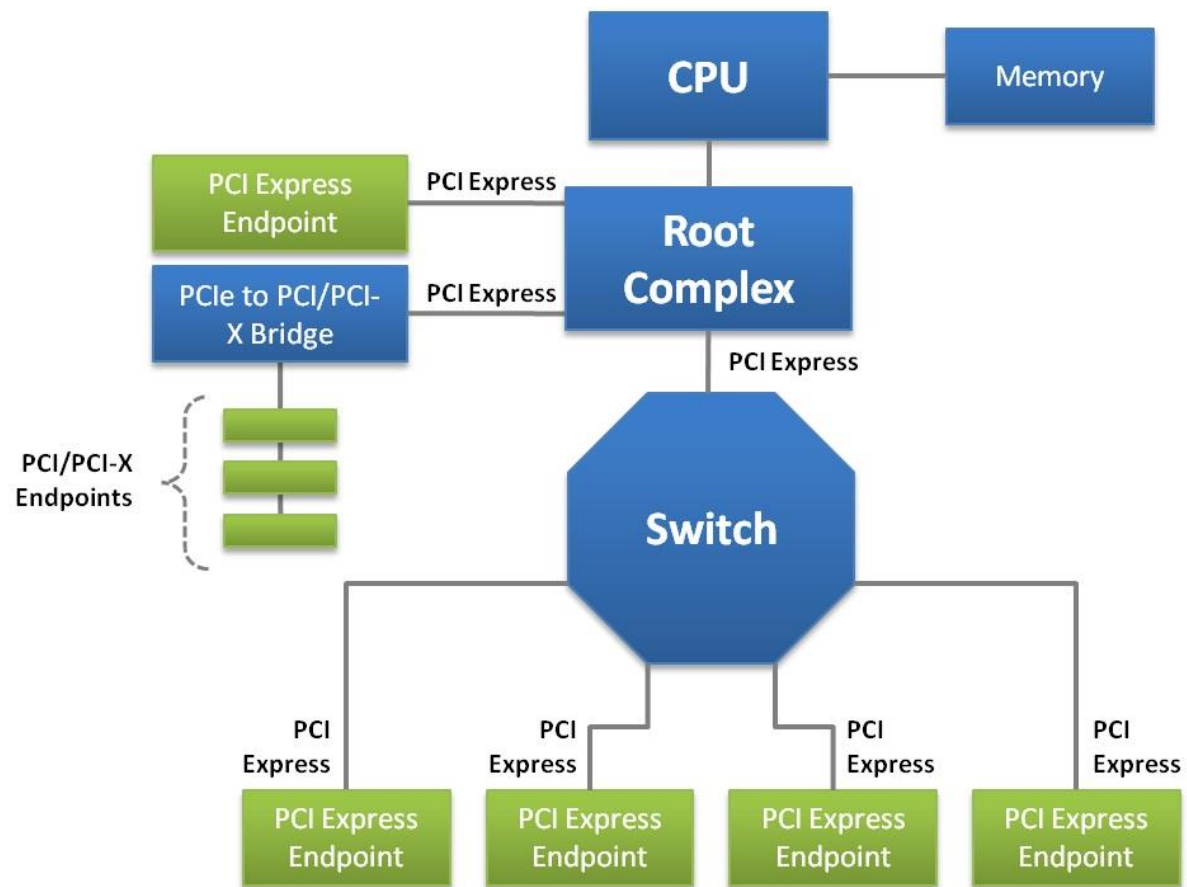 CPU
Memory
PCI Express
Endpoint
PCI Express
Root
Complex
PCIe to PCI/PCI-
X Bridge
PCI Express
PCI Express
PCI/PCI-X
Endpoints
Switch
PCI
Express
PCI
Express
PCI
Express
PCI
Express
PCI Express
Endpoint
PCI Express
Endpoint
PCI Express
Endpoint
PCI Express
Endpoint